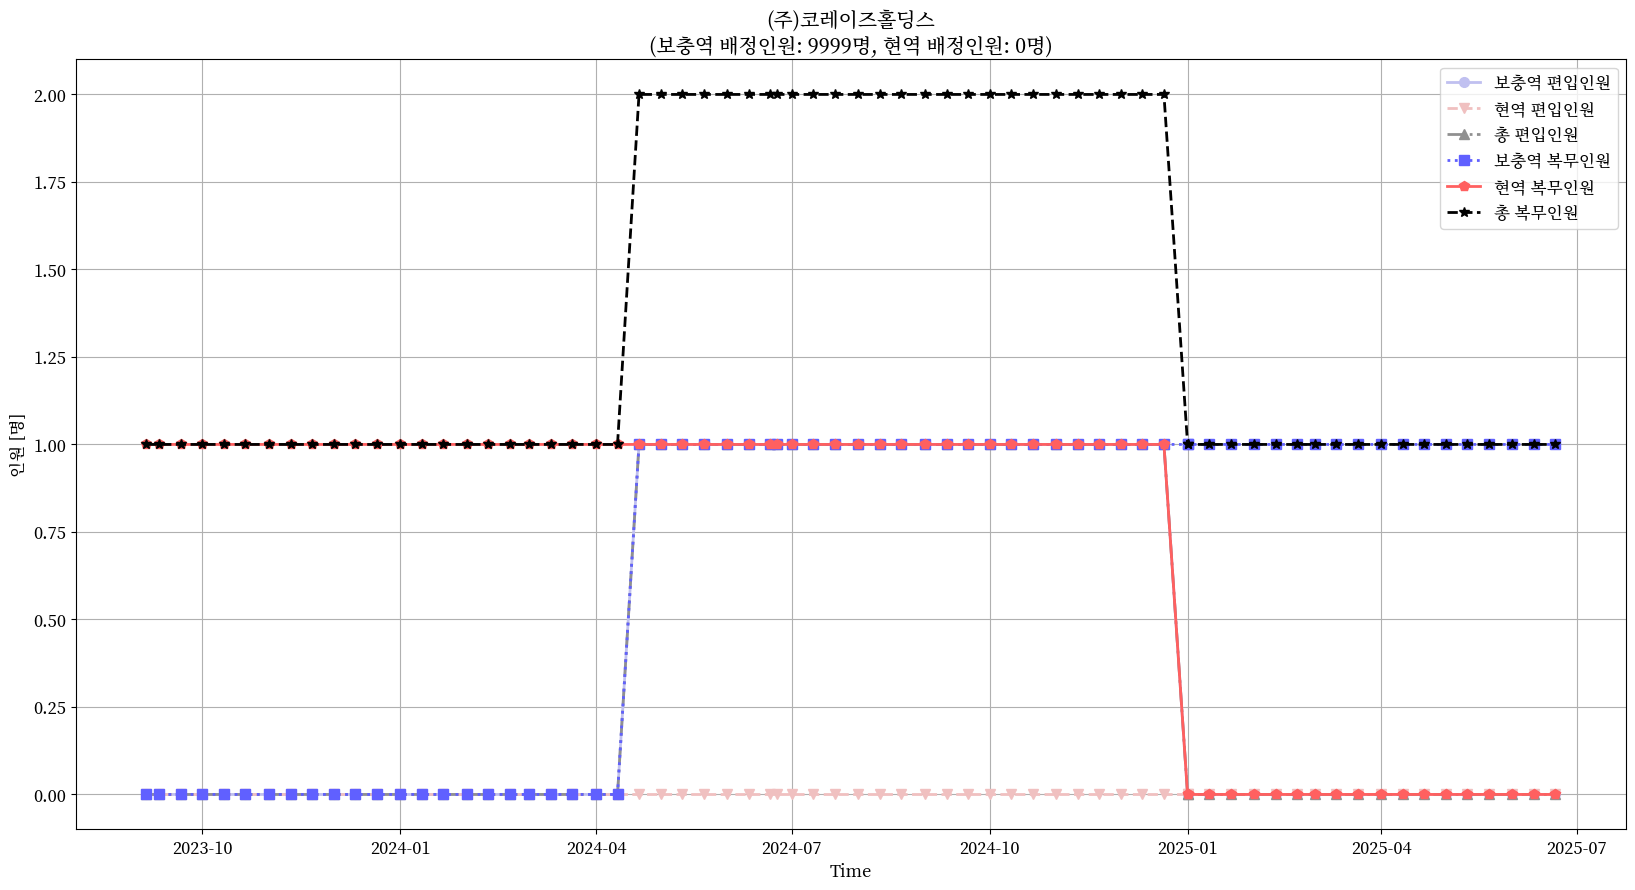 (주)코레이즈홀딩스
(보충역 배정인원: 9999명, 현역 배정인원: 0명)
보충역 편입인원
현역 편입인원
총 편입인원
보충역 복무인원
현역 복무인원
총 복무인원
인원 [명]
2.00
1.75
1.50
1.25
1.00
0.75
0.50
0.25
0.00
2023-10
2024-01
2024-04
2024-07
2024-10
2025-01
2025-04
2025-07
Time